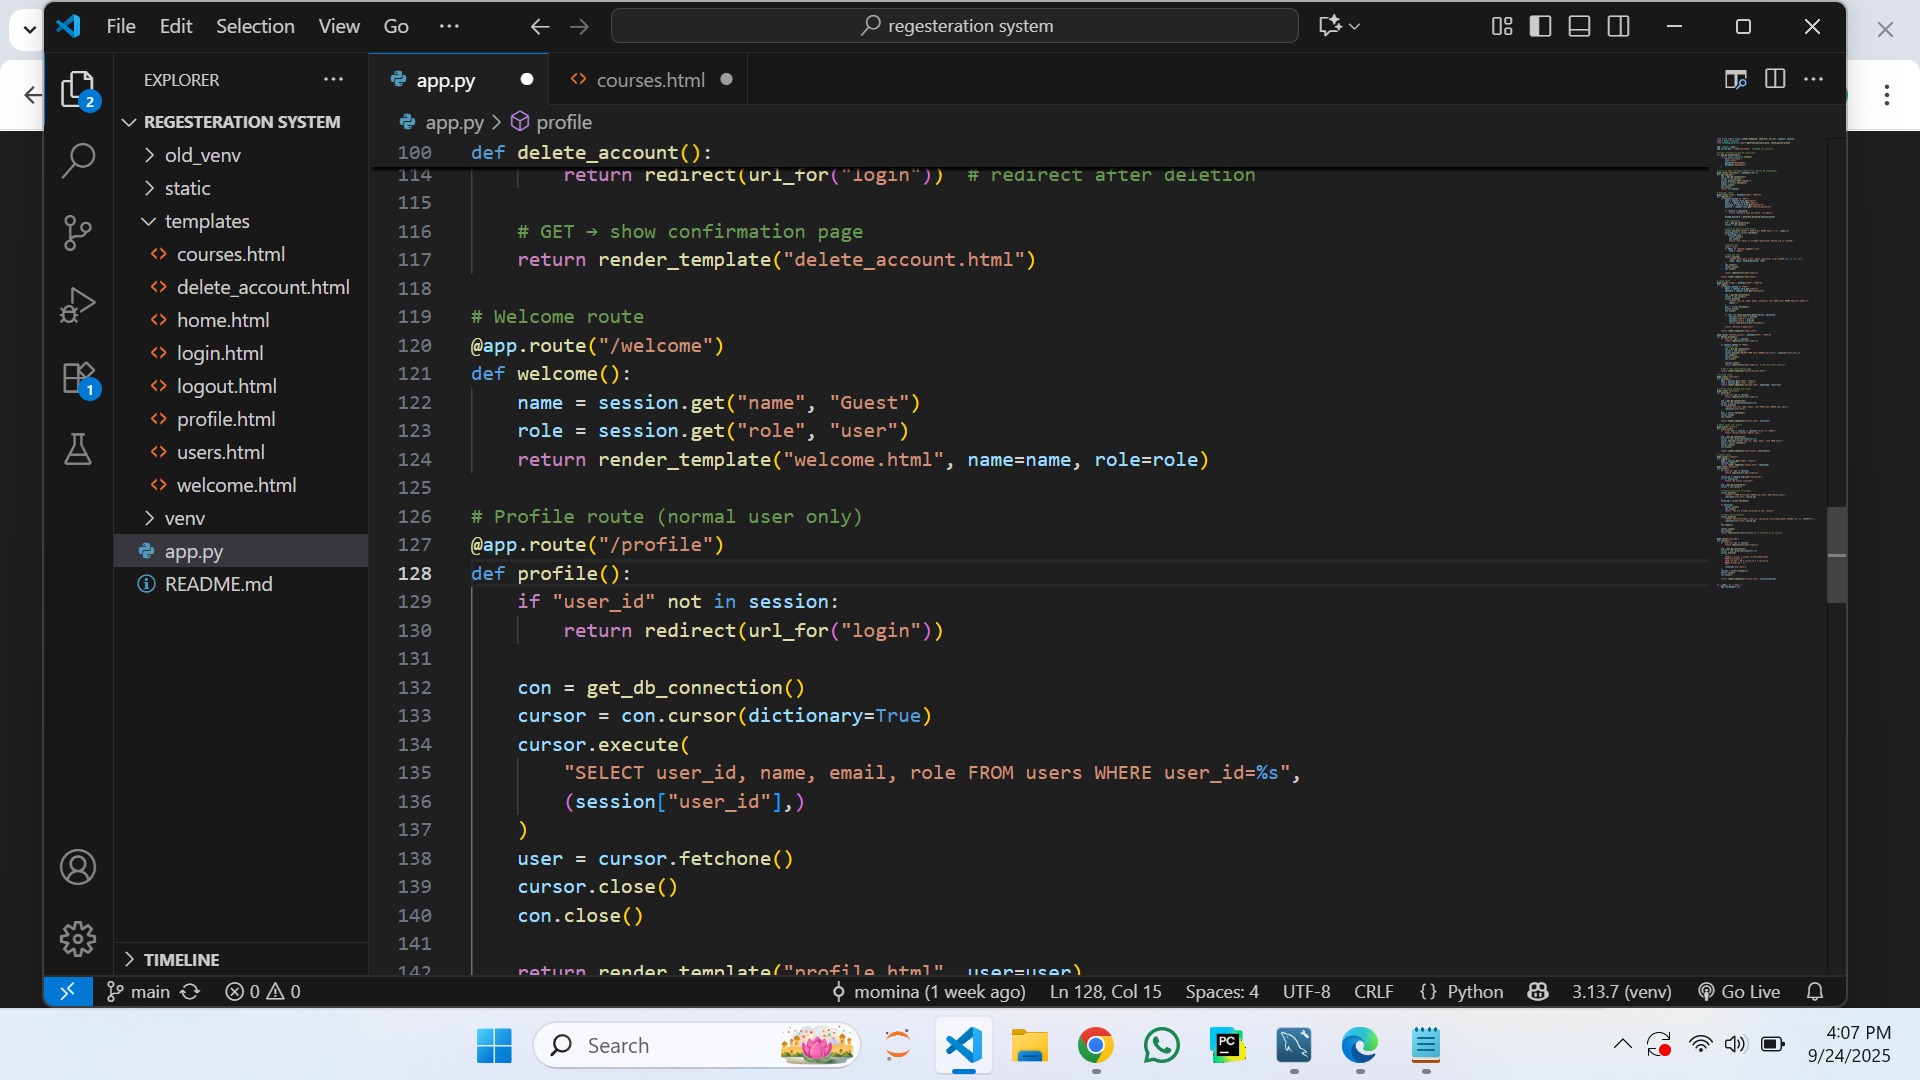 File Edit Selection View Go
regesteration system
2
EXPLORER
REGESTERATION SYSTEM
old_venv
static
templates
courses.html
delete_account.html
home.html
login.html
logout.html
profile.html
users.html
welcome.html
venv
app.py
README.md
TIMELINE
1
app.py courses.html
app.py > profile
100 def delete_account():
114 return redirect(url_for("login")) # redirect after deletion
115
116 # GET → show confirmation page
117 return render_template("delete_account.html")
118
119 # Welcome route
120 @app.route("/welcome")
121 def welcome():
122 name = session.get("name", "Guest")
123 role = session.get("role", "user")
124 return render_template("welcome.html", name=name, role=role)
125
126 # Profile route (normal user only)
127 @app.route("/profile")
128 def profile():
129 if "user_id" not in session:
130 return redirect(url_for("login"))
131
132 con = get_db_connection()
133 cursor = con.cursor(dictionary=True)
134 cursor.execute(
135 "SELECT user_id, name, email, role FROM users WHERE user_id=%s",
136 (session["user_id"],)
137 )
138 user = cursor.fetchone()
139 cursor.close()
140 con.close()
141
142 return render_template("profile.html", user=user)
main 0 0 momina (1 week ago) Ln 128, Col 15 Spaces: 4 UTF-8 CRLF {} Python 3.13.7 (venv) Go Live
Search
PC
4:07 PM
9/24/2025